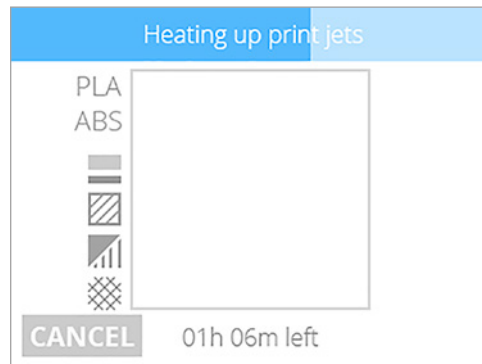 Heating up print jets
PLA
ABS
CANCEL
01h 06m left